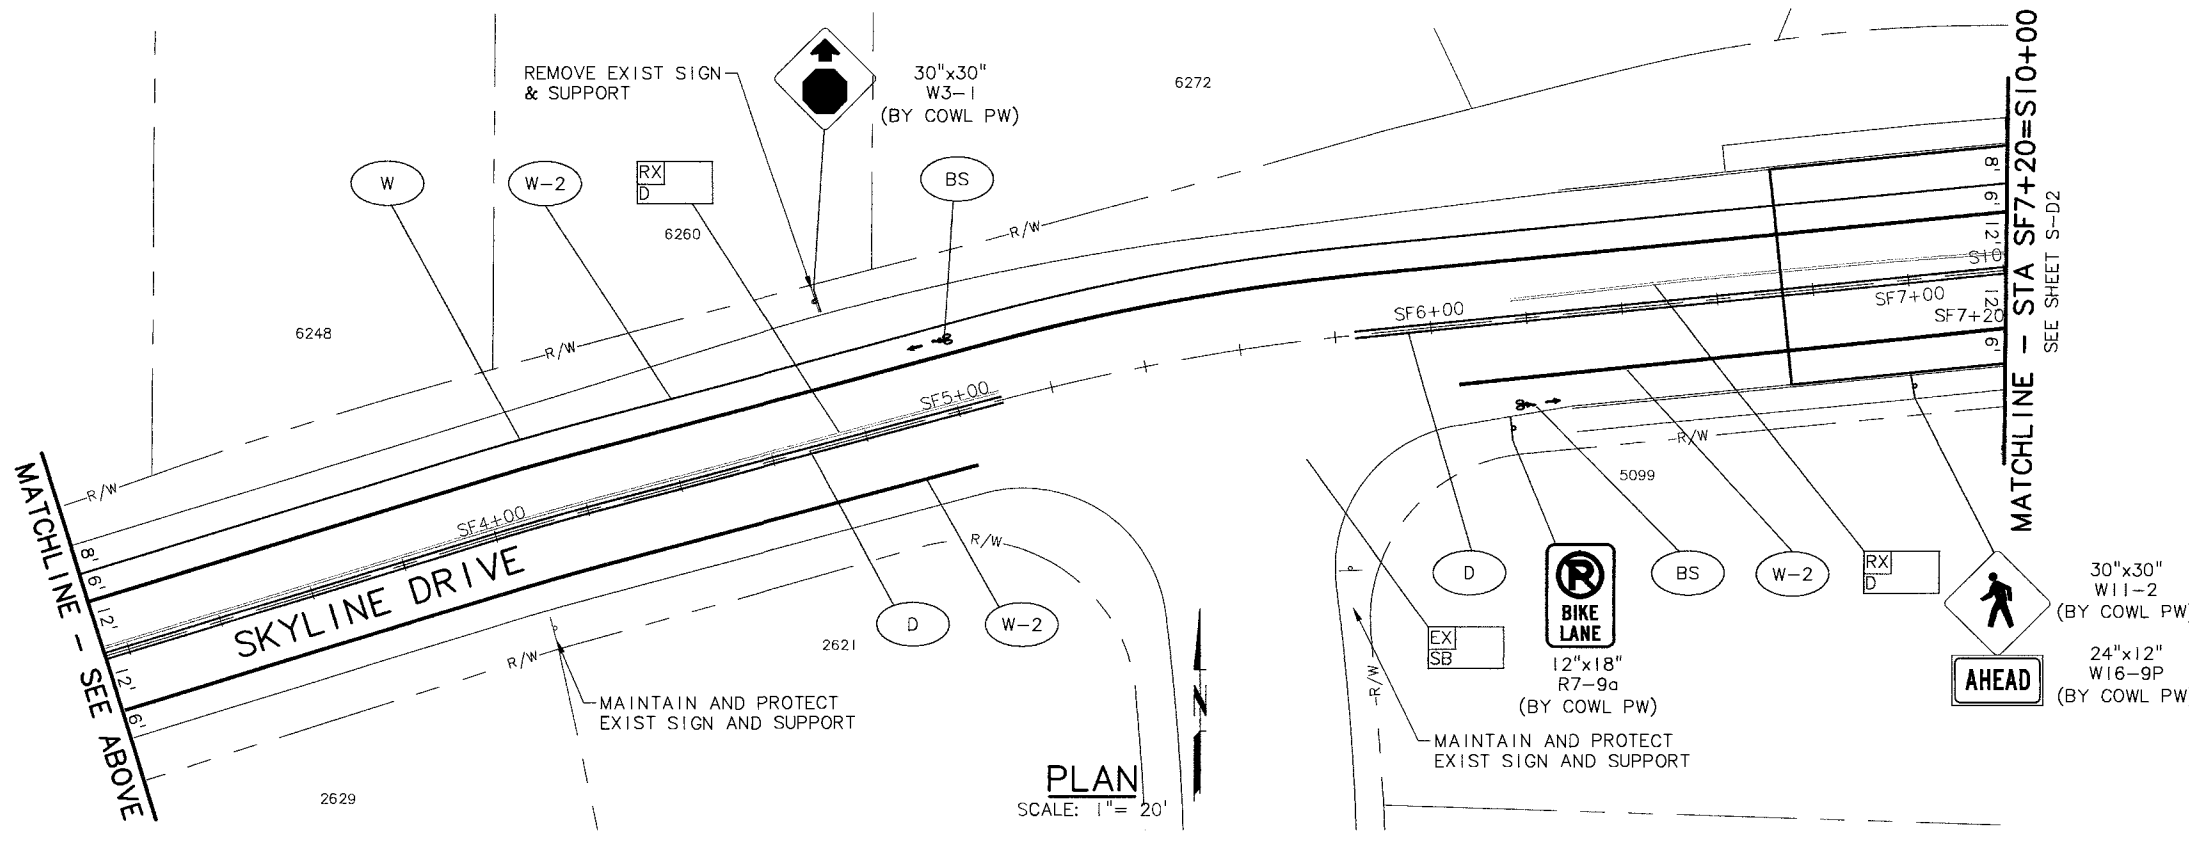 REMOVE EXIST SIGN
& SUPPORT
30"x30"
W3-1
(BY COWL PW)
6272
W
W-2
RX
D
BS
6260
6248
R/W
R/W
R/W
MATCHLINE - STA SF7+20=S10+00
SEE SHEET S-D2
8'
6'
12'
S10
12'
6'
SF6+00
SF7+00
SF7+20
SF5+00
SF4+00
SKYLINE DRIVE
MATCHLINE - SEE ABOVE
8'
6'
12'
12'
6'
R/W
R/W
R/W
R/W
5099
2621
2629
D
W-2
D
BS
W-2
RX
D
EX
SB
BIKE
LANE
12"x18"
R7-9a
(BY COWL PW)
30"x30"
W11-2
(BY COWL PW)
AHEAD
24"x12"
W16-9P
(BY COWL PW
MAINTAIN AND PROTECT
EXIST SIGN AND SUPPORT
MAINTAIN AND PROTECT
EXIST SIGN AND SUPPORT
N
PLAN
SCALE: 1"= 20'